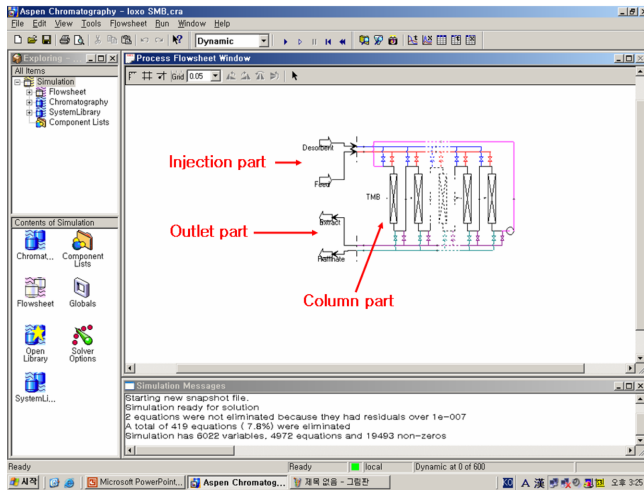 Aspen Chromatography - loxo SMB.cra
File Edit View Tools Flowsheet Run Window Help
Dynamic
Exploring - ...
Process Flowsheet Window
All Items
Grid 0.05
Simulation
Flowsheet
Chromatography
SystemLibrary
Component Lists
Desorbent
Injection part
Feed
TMB
Extract
Outlet part
Raffinate
Column part
Contents of Simulation
Chromat... Component Lists
Flowsheet Globals
Open Library Solver Options
SystemLi...
Simulation Messages
Starting new snapshot file.
Simulation ready for solution
2 equations were not eliminated because they had residuals over 1e-007
A total of 419 equations ( 7.8%) were eliminated
Simulation has 6022 variables, 4972 equations and 19493 non-zeros
Ready Ready local Dynamic at 0 of 600
시작 Microsoft PowerPoint... Aspen Chromatog... 제목 없음 - 그림판 A 漢 오후 3:25